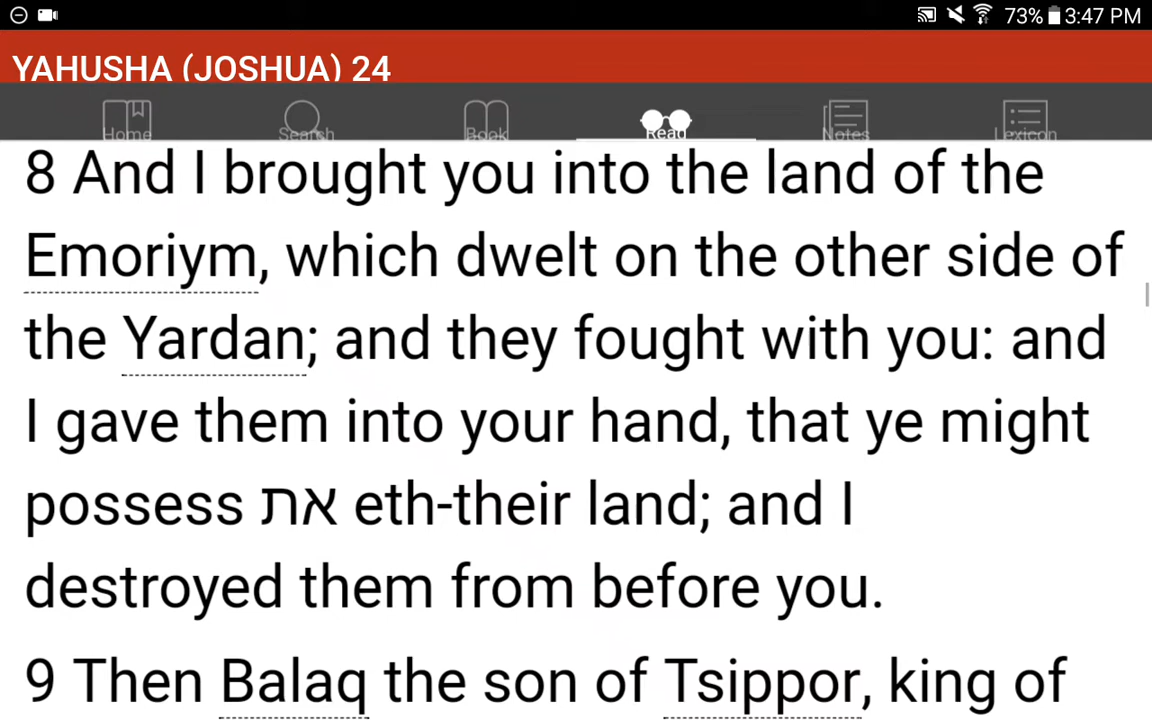 73% 3:47 PM
YAHUSHA (JOSHUA) 24
Home Search Book Read Notes Lexicon
8 And I brought you into the land of the
Emoriym, which dwelt on the other side of
the Yardan; and they fought with you: and
I gave them into your hand, that ye might
possess את eth-their land; and I
destroyed them from before you.
9 Then Balaq the son of Tsippor, king of